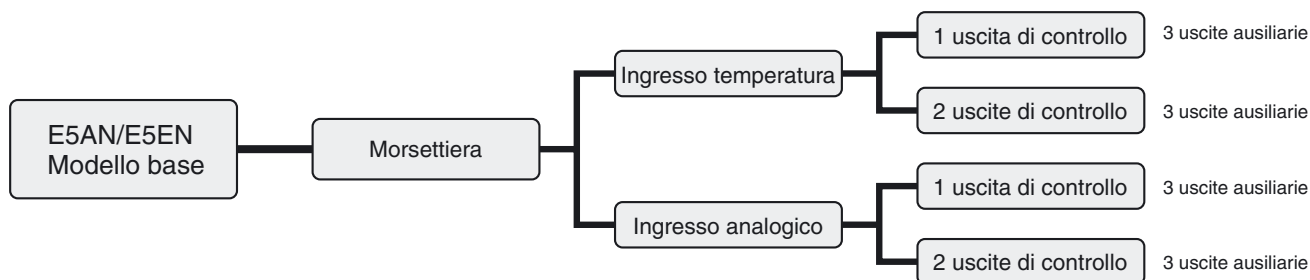 E5AN/E5EN
Modello base
Morsettiera
Ingresso temperatura
1 uscita di controllo
3 uscite ausiliarie
2 uscite di controllo
3 uscite ausiliarie
Ingresso analogico
1 uscita di controllo
3 uscite ausiliarie
2 uscite di controllo
3 uscite ausiliarie